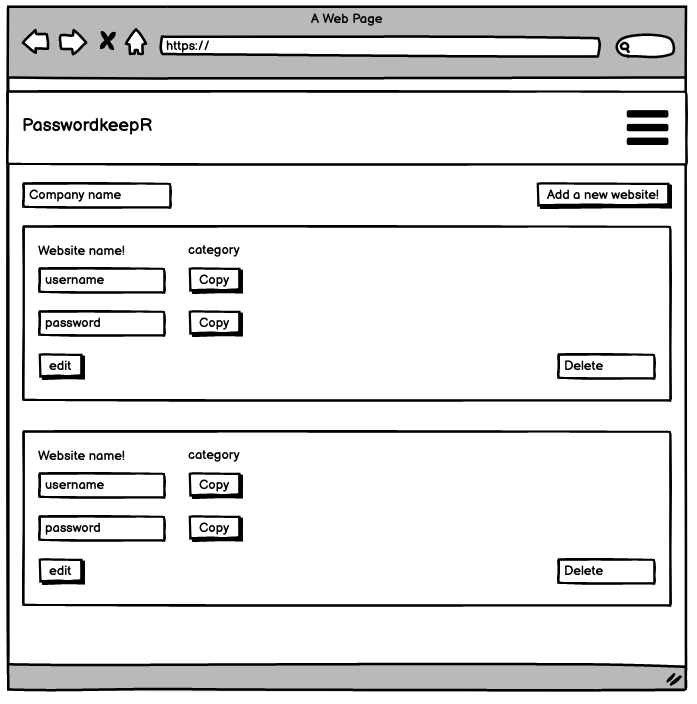 A Web Page
https://
PasswordkeepR
Company name
Add a new website!
Website name!
category
username
Copy
password
Copy
edit
Delete
Website name!
category
username
Copy
password
Copy
edit
Delete